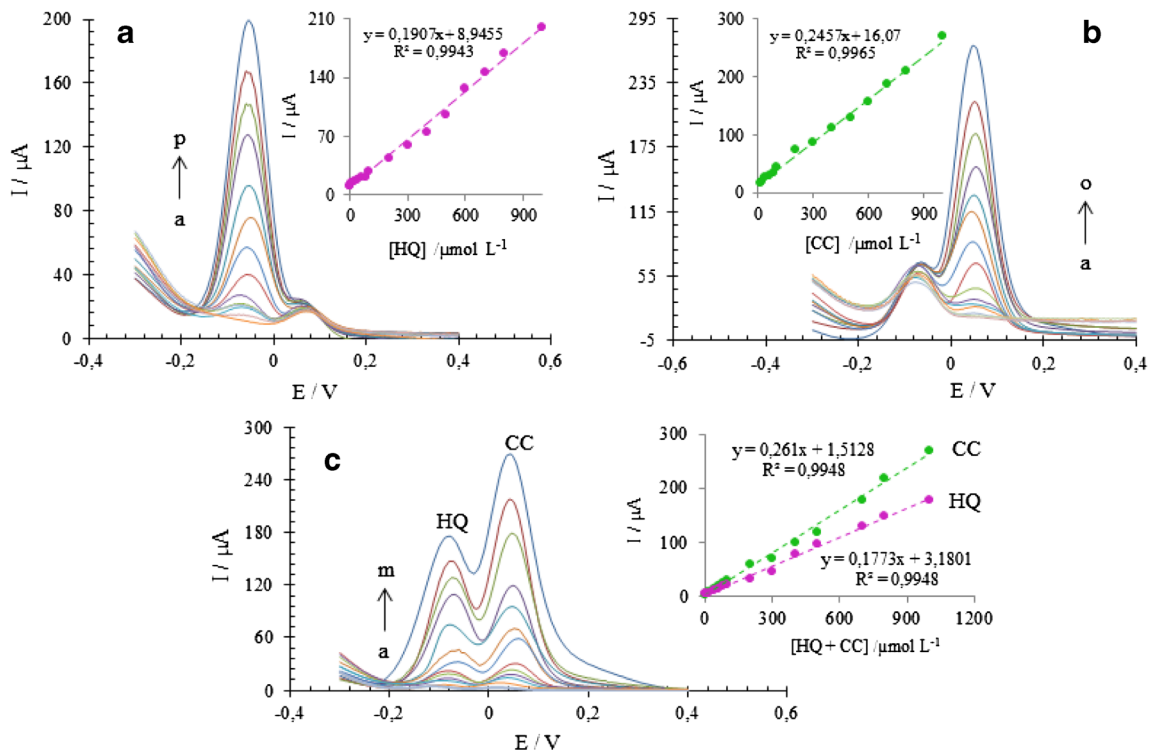 a
I / µA
200
160
120
80
40
0
-0,4
-0,2
0
0,2
0,4
0,6
E / V
p
a
y = 0,1907x + 8,9455
R² = 0,9943
I / µA
210
140
70
0
0
300
600
900
[HQ] /µmol L⁻¹
b
I / µA
295
235
175
115
55
-5
-0,6
-0,4
-0,2
0
0,2
0,4
E / V
o
a
y = 0,2457x + 16,07
R² = 0,9965
I / µA
300
200
100
0
0
300
600
900
[CC] /µmol L⁻¹
c
I / µA
300
240
180
120
60
0
-0,4
-0,2
0
0,2
0,4
0,6
E / V
HQ
CC
m
a
y = 0,261x + 1,5128
R² = 0,9948
CC
HQ
y = 0,1773x + 3,1801
R² = 0,9948
I / µA
300
200
100
0
0
300
600
900
1200
[HQ + CC] /µmol L⁻¹